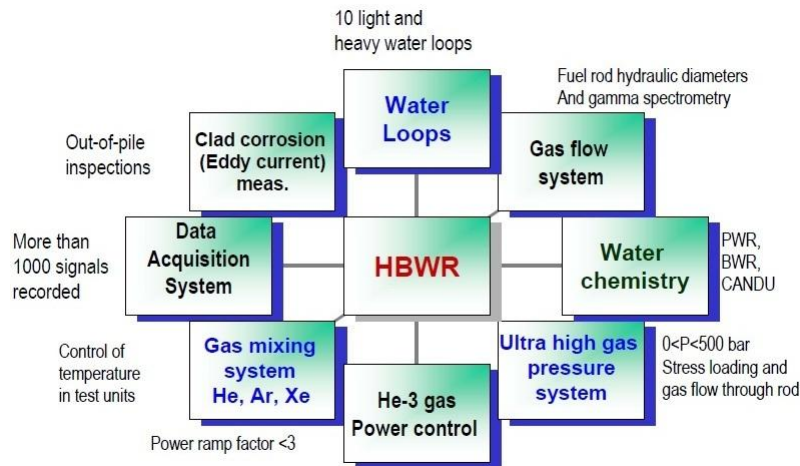 10 light and
heavy water loops
Water
Loops
Fuel rod hydraulic diameters
And gamma spectrometry
Out-of-pile
inspections
Clad corrosion
(Eddy current)
meas.
Gas flow
system
More than
1000 signals
recorded
Data
Acquisition
System
HBWR
Water
chemistry
PWR,
BWR,
CANDU
Control of
temperature
in test units
Gas mixing
system
He, Ar, Xe
He-3 gas
Power control
Ultra high gas
pressure
system
0<P<500 bar
Stress loading and
gas flow through rod
Power ramp factor <3